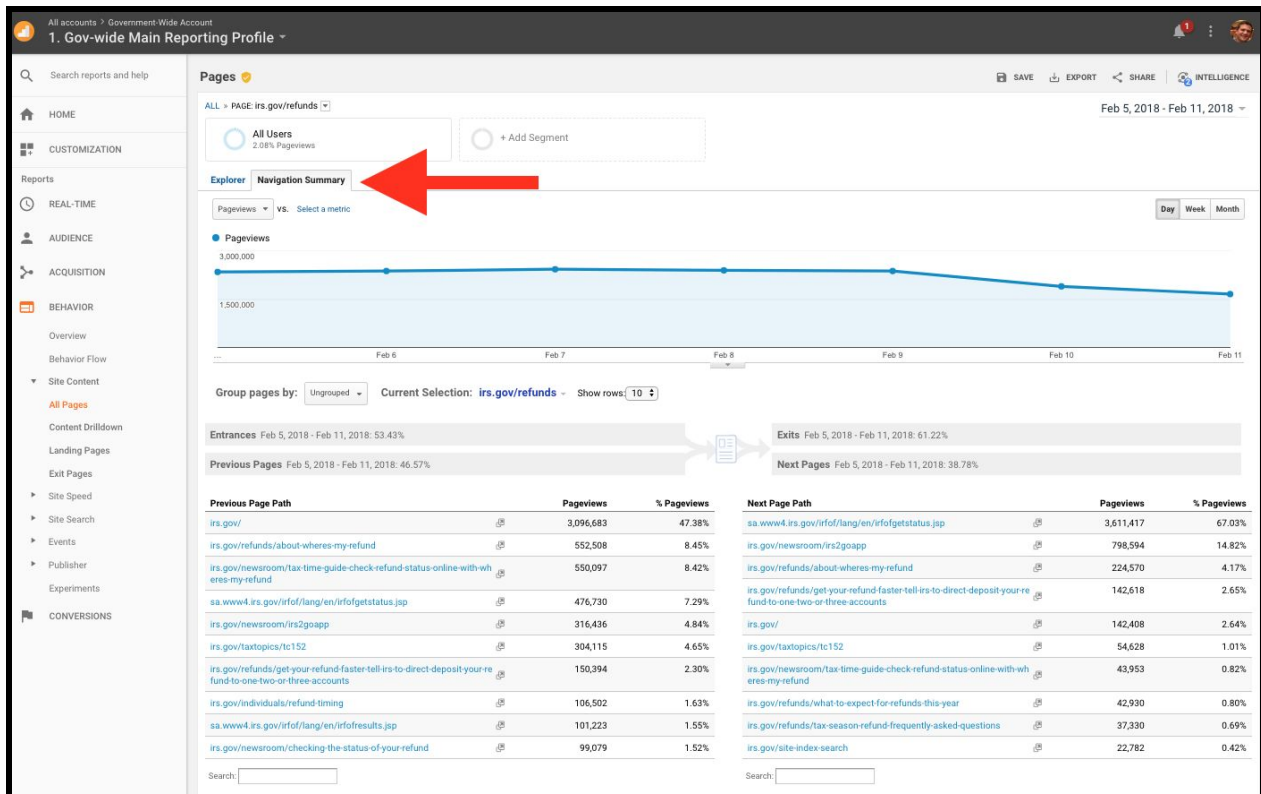 All accounts > Government-Wide Account
1. Gov-wide Main Reporting Profile
1
Search reports and help
HOME
CUSTOMIZATION
Reports
REAL-TIME
AUDIENCE
ACQUISITION
BEHAVIOR
Overview
Behavior Flow
Site Content
All Pages
Content Drilldown
Landing Pages
Exit Pages
Site Speed
Site Search
Events
Publisher
Experiments
CONVERSIONS
Pages
SAVE EXPORT SHARE INTELLIGENCE
ALL » PAGE: irs.gov/refunds
Feb 5, 2018 - Feb 11, 2018
All Users
2.08% Pageviews
+ Add Segment
Explorer Navigation Summary
Pageviews VS. Select a metric
Day Week Month
Pageviews
3,000,000
1,500,000
... Feb 6 Feb 7 Feb 8 Feb 9 Feb 10 Feb 11
Group pages by: Ungrouped Current Selection: irs.gov/refunds Show rows: 10
Entrances Feb 5, 2018 - Feb 11, 2018: 53.43%
Exits Feb 5, 2018 - Feb 11, 2018: 61.22%
Previous Pages Feb 5, 2018 - Feb 11, 2018: 46.57%
Next Pages Feb 5, 2018 - Feb 11, 2018: 38.78%
Previous Page Path Pageviews % Pageviews
irs.gov/ 3,096,683 47.38%
irs.gov/refunds/about-wheres-my-refund 552,508 8.45%
irs.gov/newsroom/tax-time-guide-check-refund-status-online-with-wh
eres-my-refund 550,097 8.42%
sa.www4.irs.gov/irfof/lang/en/irfofgetstatus.jsp 476,730 7.29%
irs.gov/newsroom/irs2goapp 316,436 4.84%
irs.gov/taxtopics/tc152 304,115 4.65%
irs.gov/refunds/get-your-refund-faster-tell-irs-to-direct-deposit-your-re
fund-to-one-two-or-three-accounts 150,394 2.30%
irs.gov/individuals/refund-timing 106,502 1.63%
sa.www4.irs.gov/irfof/lang/en/irfofresults.jsp 101,223 1.55%
irs.gov/newsroom/checking-the-status-of-your-refund 99,079 1.52%
Search:
Next Page Path Pageviews % Pageviews
sa.www4.irs.gov/irfof/lang/en/irfofgetstatus.jsp 3,611,417 67.03%
irs.gov/newsroom/irs2goapp 798,594 14.82%
irs.gov/refunds/about-wheres-my-refund 224,570 4.17%
irs.gov/refunds/get-your-refund-faster-tell-irs-to-direct-deposit-your-re
fund-to-one-two-or-three-accounts 142,618 2.65%
irs.gov/ 142,408 2.64%
irs.gov/taxtopics/tc152 54,628 1.01%
irs.gov/newsroom/tax-time-guide-check-refund-status-online-with-wh
eres-my-refund 43,953 0.82%
irs.gov/refunds/what-to-expect-for-refunds-this-year 42,930 0.80%
irs.gov/refunds/tax-season-refund-frequently-asked-questions 37,330 0.69%
irs.gov/site-index-search 22,782 0.42%
Search: